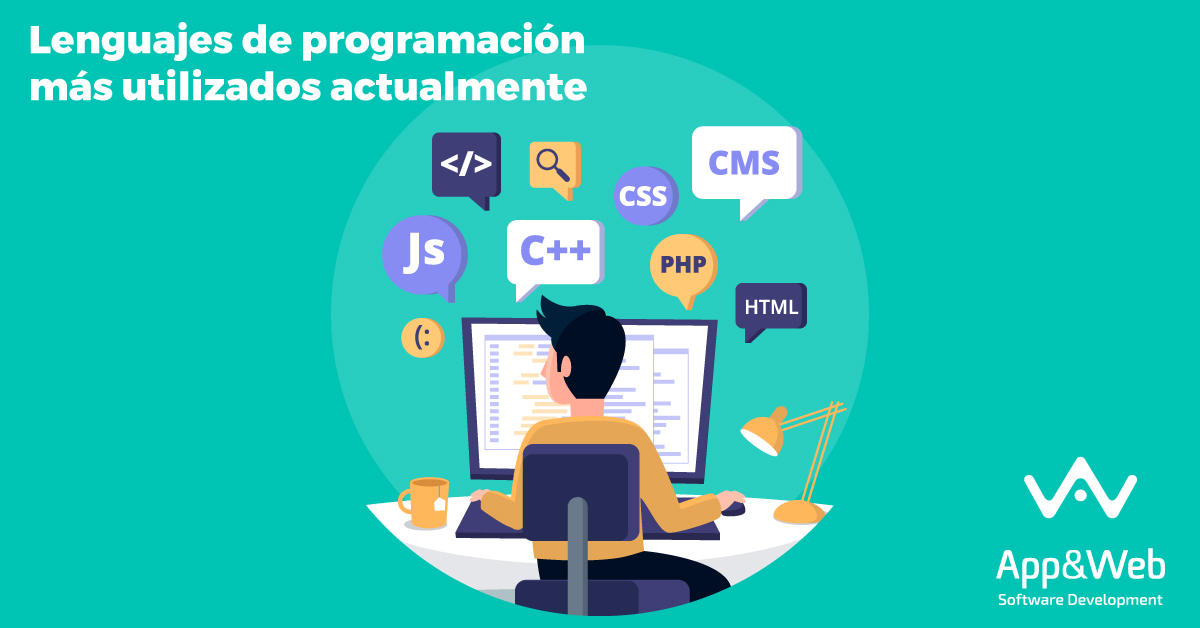 Lenguajes de programación
más utilizados actualmente
</>
CMS
CSS
Js
C++
PHP
HTML
(:
App&Web
Software Development